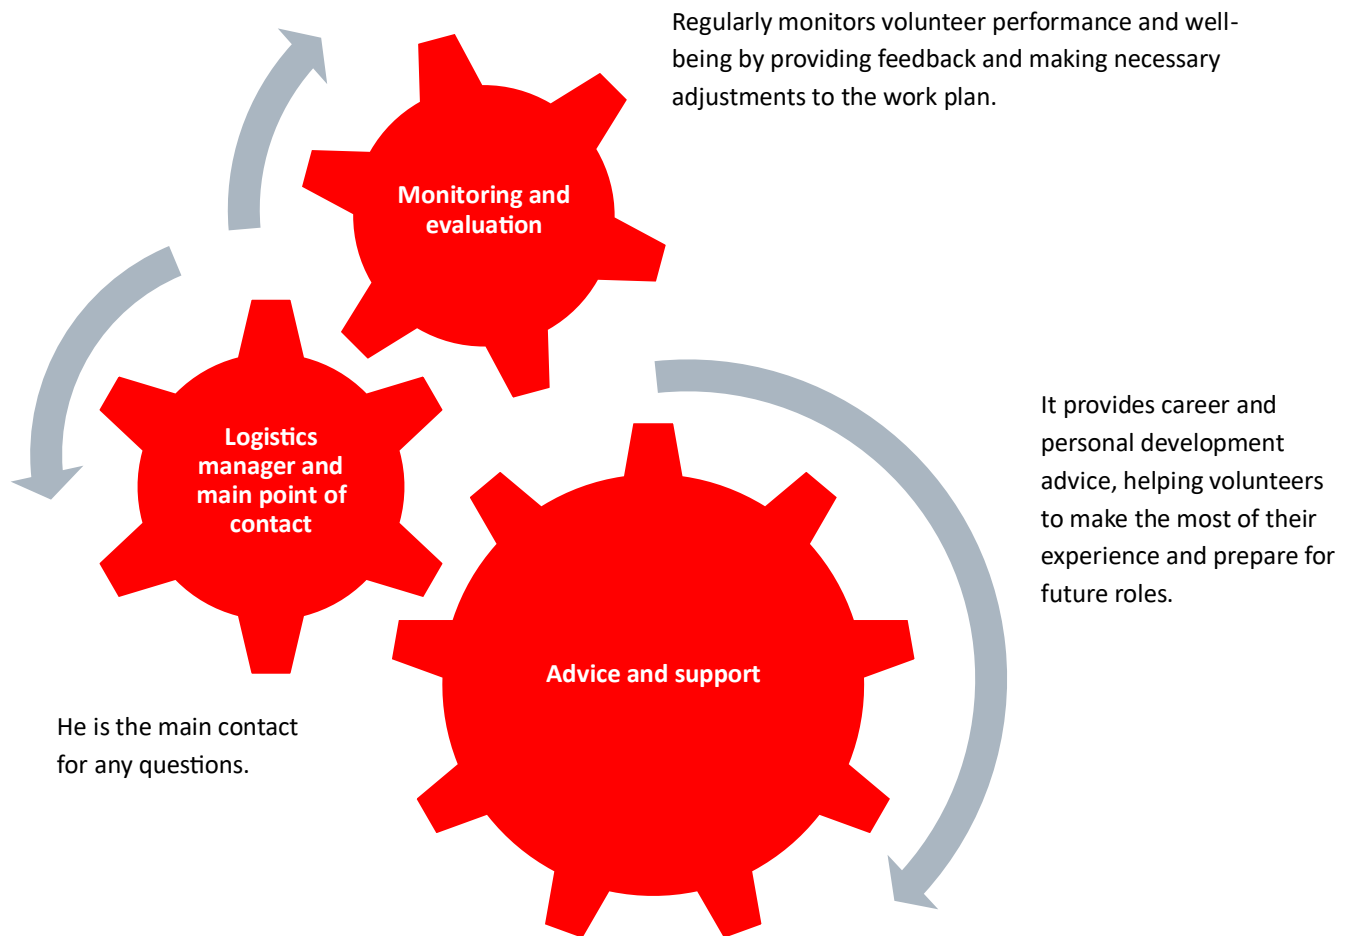 Regularly monitors volunteer performance and well-
being by providing feedback and making necessary
adjustments to the work plan.
Monitoring and
evaluation
Logistics
manager and
main point of
contact
He is the main contact
for any questions.
Advice and support
It provides career and
personal development
advice, helping volunteers
to make the most of their
experience and prepare for
future roles.